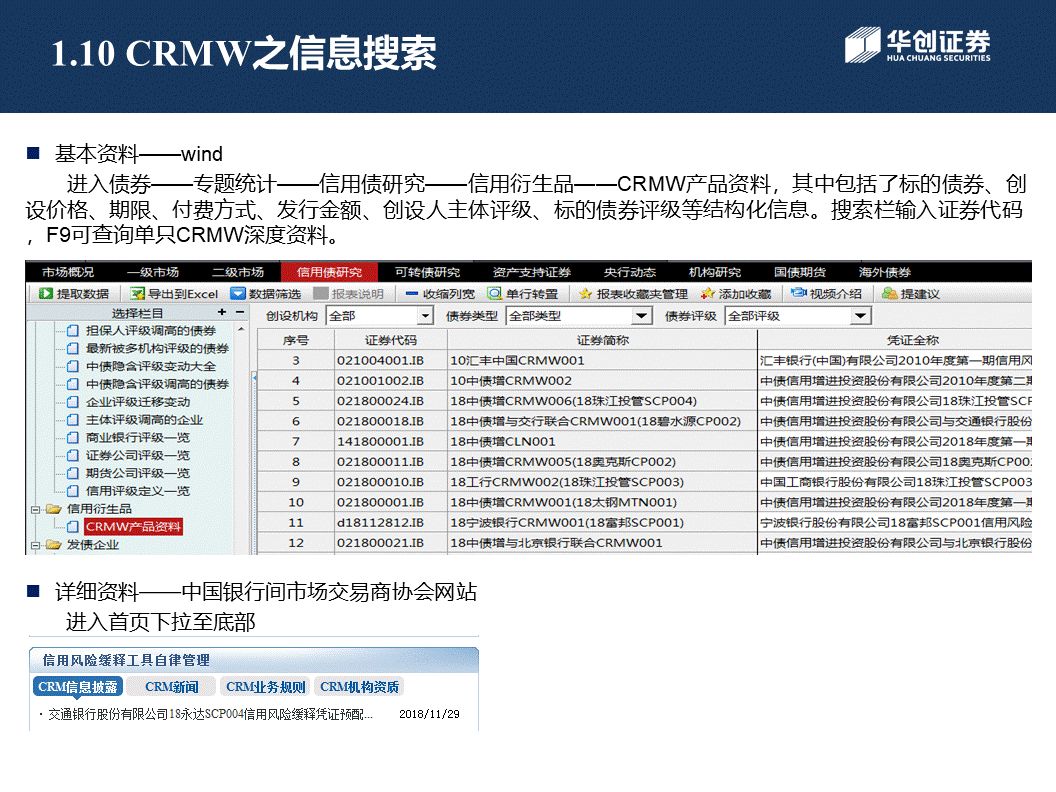 1.10 CRMW之信息搜索
华创证券
HUA CHUANG SECURITIES
基本资料——wind
进入债券——专题统计——信用债研究——信用衍生品——CRMW产品资料，其中包括了标的债券、创
设价格、期限、付费方式、发行金额、创设人主体评级、标的债券评级等结构化信息。搜索栏输入证券代码
，F9可查询单只CRMW深度资料。
市场概况 一级市场 二级市场 信用债研究 可转债研究 资产支持证券 央行动态 机构研究 国债期货 海外债券
提取数据 导出到Excel 数据筛选 报表说明 收缩列宽 单行转置 报表收藏夹管理 添加收藏 视频介绍 提建议
选择栏目 + − 创设机构 全部 债券类型 全部类型 债券评级 全部评级
担保人评级调高的债券
最新被多机构评级的债券
中债隐含评级变动大全
中债隐含评级调高的债券
企业评级迁移变动
主体评级调高的企业
商业银行评级一览
证券公司评级一览
期货公司评级一览
信用评级定义一览
信用衍生品
CRMW产品资料
发债企业
序号 证券代码 证券简称 凭证全称
3 021004001.IB 10汇丰中国CRMW001 汇丰银行(中国)有限公司2010年度第一期信用风
4 021001002.IB 10中债增CRMW002 中债信用增进投资股份有限公司2010年度第二期
5 021800024.IB 18中债增CRMW006(18珠江投管SCP004) 中债信用增进投资股份有限公司18珠江投管SCP
6 021800018.IB 18中债增与交行联合CRMW001(18碧水源CP002) 中债信用增进投资股份有限公司与交通银行股份
7 141800001.IB 18中债增CLN001 中债信用增进投资股份有限公司2018年度第一期
8 021800011.IB 18中债增CRMW005(18奥克斯CP002) 中债信用增进投资股份有限公司18奥克斯CP00
9 021800010.IB 18工行CRMW002(18珠江投管SCP003) 中国工商银行股份有限公司18珠江投管SCP003
10 021800001.IB 18中债增CRMW001(18太钢MTN001) 中债信用增进投资股份有限公司2018年度第一期
11 d18112812.IB 18宁波银行CRMW001(18富邦SCP001) 宁波银行股份有限公司18富邦SCP001信用风险
12 021800021.IB 18中债增与北京银行联合CRMW001 中债信用增进投资股份有限公司与北京银行股份
详细资料——中国银行间市场交易商协会网站
进入首页下拉至底部
信用风险缓释工具自律管理
CRM信息披露 CRM新闻 CRM业务规则 CRM机构资质
· 交通银行股份有限公司18永达SCP004信用风险缓释凭证预配... 2018/11/29